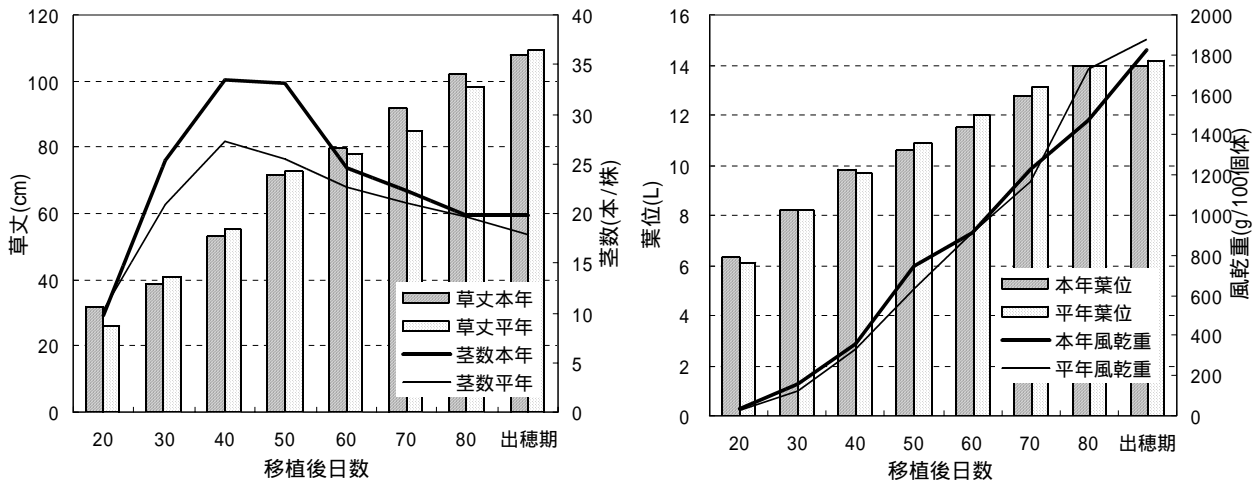 120
100
80
60
40
20
0
草丈(cm)
40
35
30
25
20
15
10
5
0
茎数(本/株)
草丈本年
草丈平年
茎数本年
茎数平年
20 30 40 50 60 70 80 出穂期
移植後日数
16
14
12
10
8
6
4
2
0
葉位(L)
2000
1800
1600
1400
1200
1000
800
600
400
200
0
風乾重(g/100個体)
本年葉位
平年葉位
本年風乾重
平年風乾重
20 30 40 50 60 70 80 出穂期
移植後日数